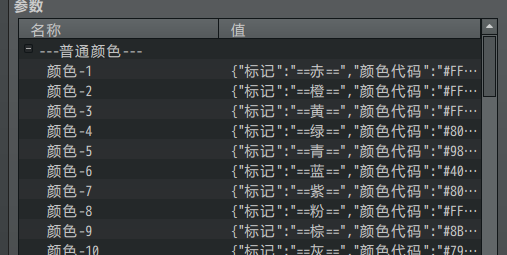 参数
名称 值
---普通颜色---
颜色-1 {"标记":"==赤==","颜色代码":"#FF…
颜色-2 {"标记":"==橙==","颜色代码":"#FF…
颜色-3 {"标记":"==黄==","颜色代码":"#FF…
颜色-4 {"标记":"==绿==","颜色代码":"#80…
颜色-5 {"标记":"==青==","颜色代码":"#98…
颜色-6 {"标记":"==蓝==","颜色代码":"#40…
颜色-7 {"标记":"==紫==","颜色代码":"#80…
颜色-8 {"标记":"==粉==","颜色代码":"#FF…
颜色-9 {"标记":"==棕==","颜色代码":"#8B…
颜色-10 {"标记":"==灰==","颜色代码":"#79…